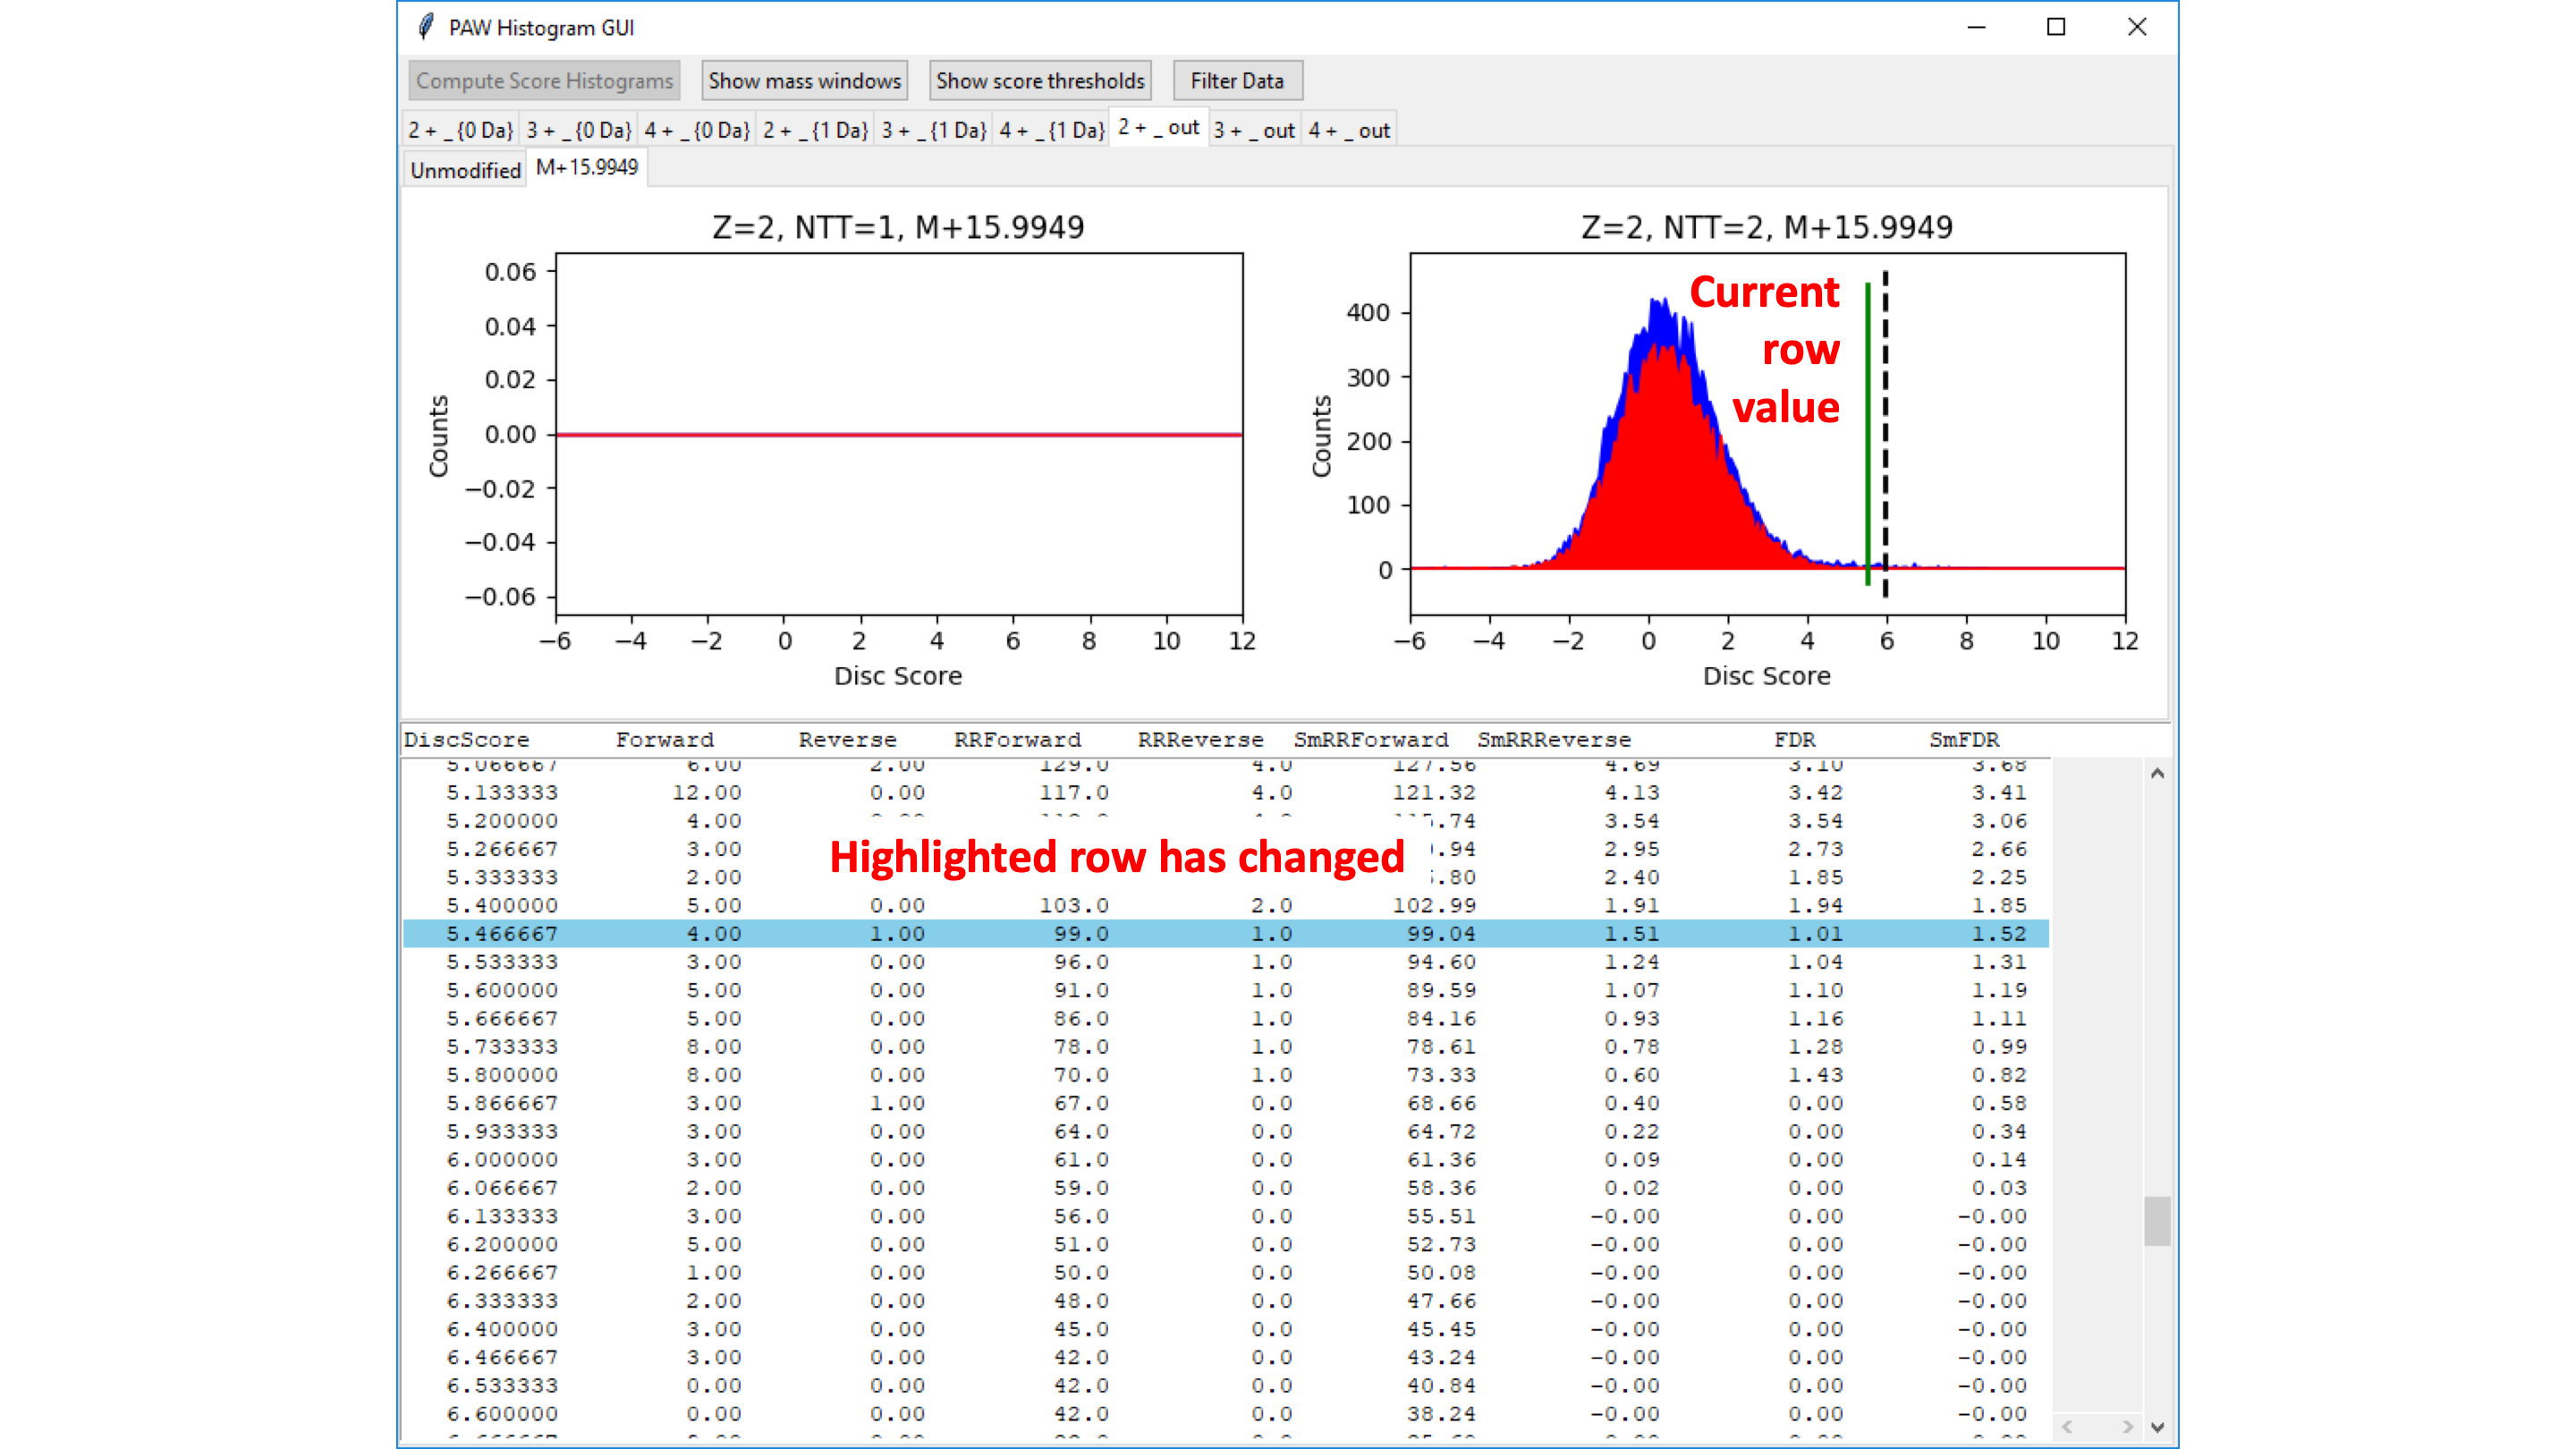 PAW Histogram GUI
Compute Score Histograms Show mass windows Show score thresholds Filter Data
2 + _ {0 Da} 3 + _ {0 Da} 4 + _ {0 Da} 2 + _ {1 Da} 3 + _ {1 Da} 4 + _ {1 Da} 2 + _ out 3 + _ out 4 + _ out
Unmodified M+15.9949
Z=2, NTT=1, M+15.9949
0.06
0.04
0.02
0.00
−0.02
−0.04
−0.06
Counts
−6 −4 −2 0 2 4 6 8 10 12
Disc Score
Z=2, NTT=2, M+15.9949
Current
row
value
400
300
200
100
0
Counts
−6 −4 −2 0 2 4 6 8 10 12
Disc Score
DiscScore Forward Reverse RRForward RRReverse SmRRForward SmRRReverse FDR SmFDR
5.066667 6.00 2.00 129.0 4.0 127.56 4.69 3.10 3.68
5.133333 12.00 0.00 117.0 4.0 121.32 4.13 3.42 3.41
5.200000 4.00 .74 3.54 3.54 3.06
5.266667 3.00 .94 2.95 2.73 2.66
5.333333 2.00 .80 2.40 1.85 2.25
Highlighted row has changed
5.400000 5.00 0.00 103.0 2.0 102.99 1.91 1.94 1.85
5.466667 4.00 1.00 99.0 1.0 99.04 1.51 1.01 1.52
5.533333 3.00 0.00 96.0 1.0 94.60 1.24 1.04 1.31
5.600000 5.00 0.00 91.0 1.0 89.59 1.07 1.10 1.19
5.666667 5.00 0.00 86.0 1.0 84.16 0.93 1.16 1.11
5.733333 8.00 0.00 78.0 1.0 78.61 0.78 1.28 0.99
5.800000 8.00 0.00 70.0 1.0 73.33 0.60 1.43 0.82
5.866667 3.00 1.00 67.0 0.0 68.66 0.40 0.00 0.58
5.933333 3.00 0.00 64.0 0.0 64.72 0.22 0.00 0.34
6.000000 3.00 0.00 61.0 0.0 61.36 0.09 0.00 0.14
6.066667 2.00 0.00 59.0 0.0 58.36 0.02 0.00 0.03
6.133333 3.00 0.00 56.0 0.0 55.51 -0.00 0.00 -0.00
6.200000 5.00 0.00 51.0 0.0 52.73 -0.00 0.00 -0.00
6.266667 1.00 0.00 50.0 0.0 50.08 -0.00 0.00 -0.00
6.333333 2.00 0.00 48.0 0.0 47.66 -0.00 0.00 -0.00
6.400000 3.00 0.00 45.0 0.0 45.45 -0.00 0.00 -0.00
6.466667 3.00 0.00 42.0 0.0 43.24 -0.00 0.00 -0.00
6.533333 0.00 0.00 42.0 0.0 40.84 -0.00 0.00 -0.00
6.600000 0.00 0.00 42.0 0.0 38.24 -0.00 0.00 -0.00